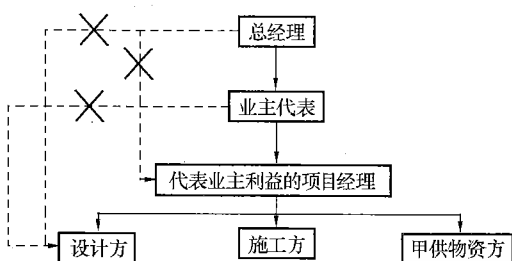 总经理
业主代表
代表业主利益的项目经理
设计方
施工方
甲供物资方